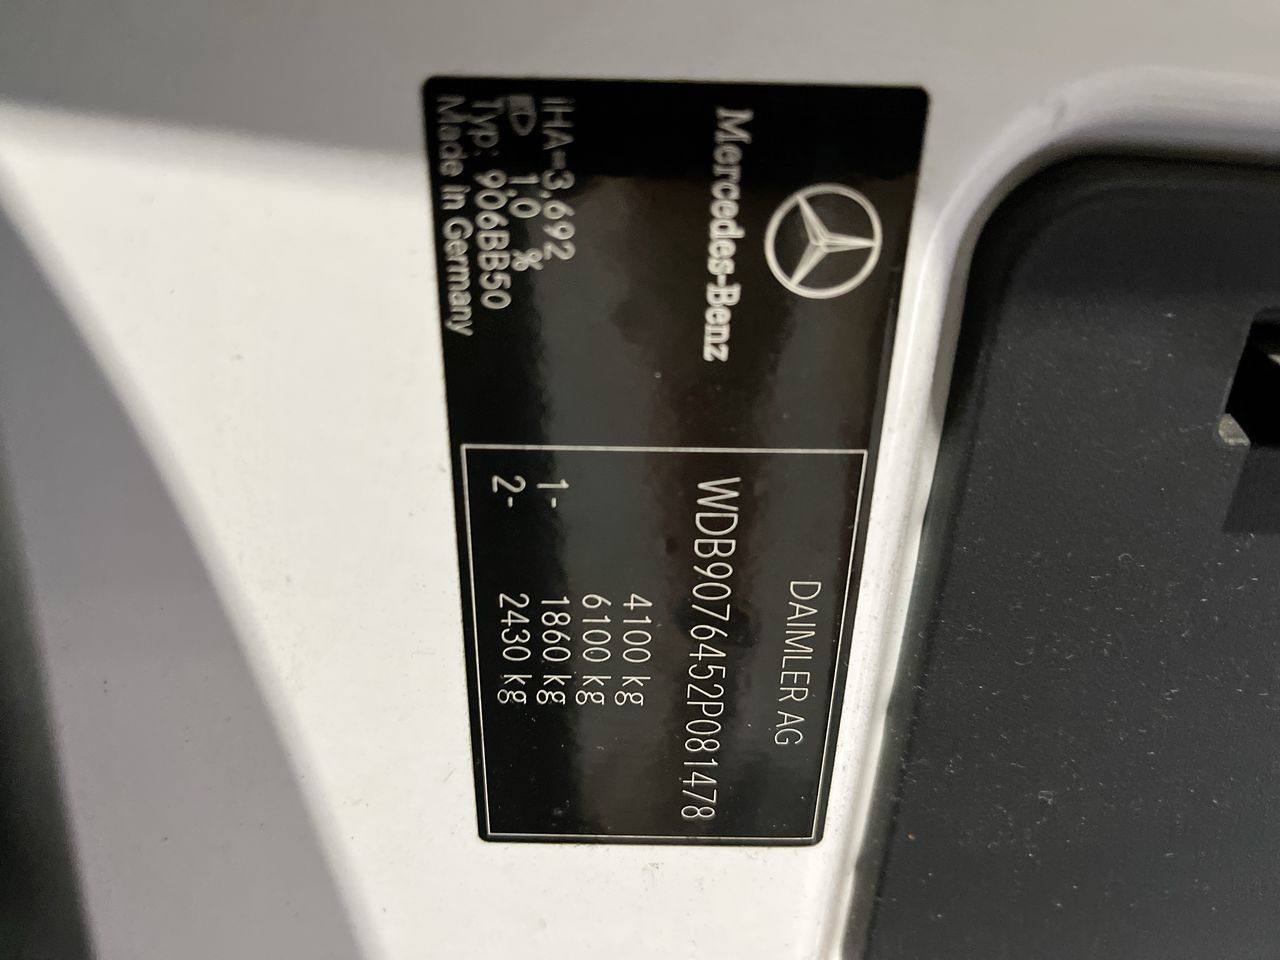 Mercedes-Benz
iHA=3,692
1,0 %
Typ: 906BB50
Made in Germany
DAIMLER AG
WDB9076452P081478
4100 kg
6100 kg
1- 1860 kg
2- 2430 kg